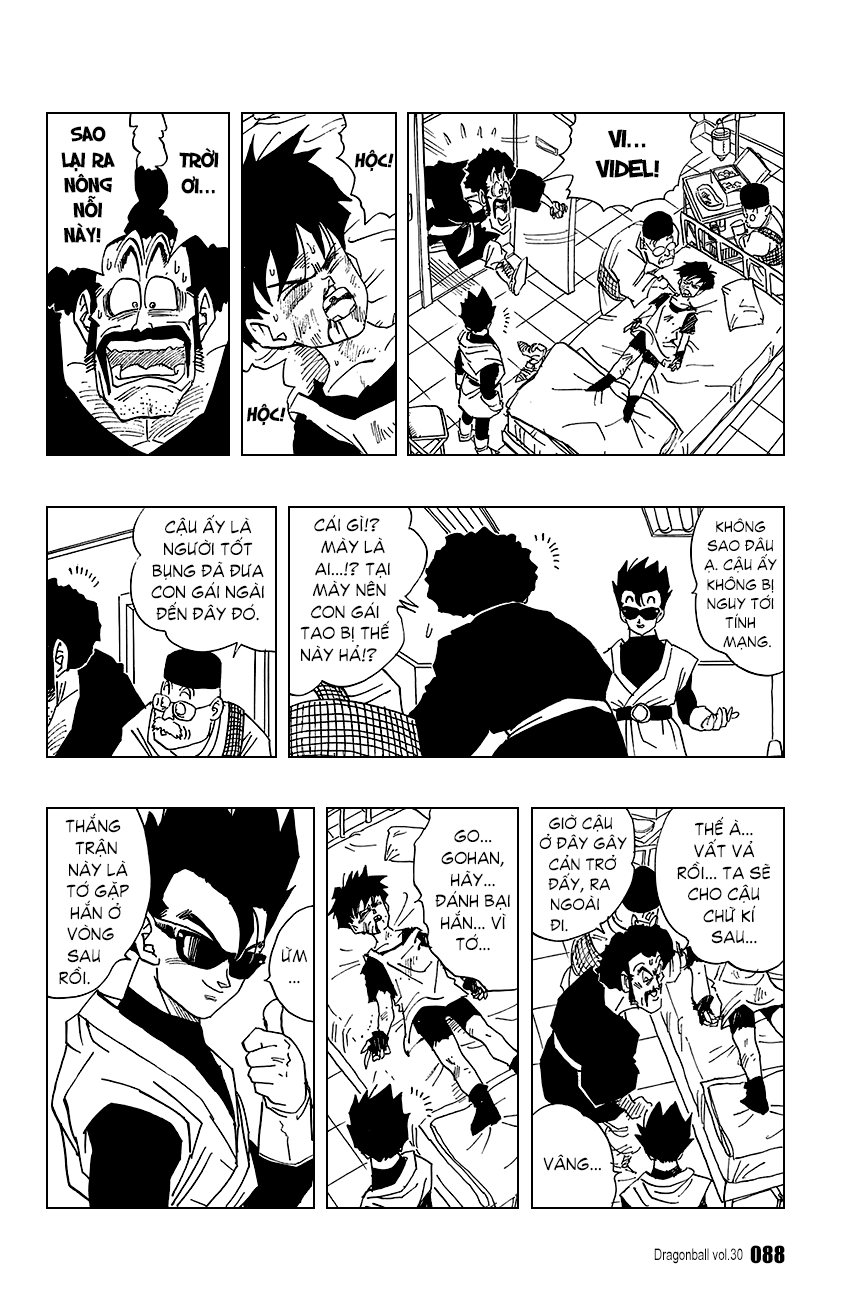 VI...
VIDEL!
HỘC!
HỘC!
TRỜI
ƠI...
SAO
LẠI RA
NÔNG
NỖI
NÀY!
KHÔNG
SAO ĐÂU
Ạ. CẬU ẤY
KHÔNG BỊ
NGUY TỚI
TÍNH
MẠNG.
CÁI GÌ!?
MÀY LÀ
AI...!? TẠI
MÀY NÊN
CON GÁI
TAO BỊ THẾ
NÀY HẢ!?
CẬU ẤY LÀ
NGƯỜI TỐT
BỤNG ĐÃ ĐƯA
CON GÁI NGÀI
ĐẾN ĐÂY ĐÓ.
THẾ À...
VẤT VẢ
RỒI... TA SẼ
CHO CẬU
CHỮ KÍ
SAU...
GIỜ CẬU
Ở ĐÂY GÂY
CẢN TRỞ
ĐẤY, RA
NGOÀI
ĐI.
VÂNG...
GO...
GOHAN,
HÃY...
ĐÁNH BẠI
HẮN... VÌ
TỚ...
ỪM
...
THẮNG
TRẬN
NÀY LÀ
TỚ GẶP
HẮN Ở
VÒNG
SAU
RỒI.
Dragonball vol.30 088